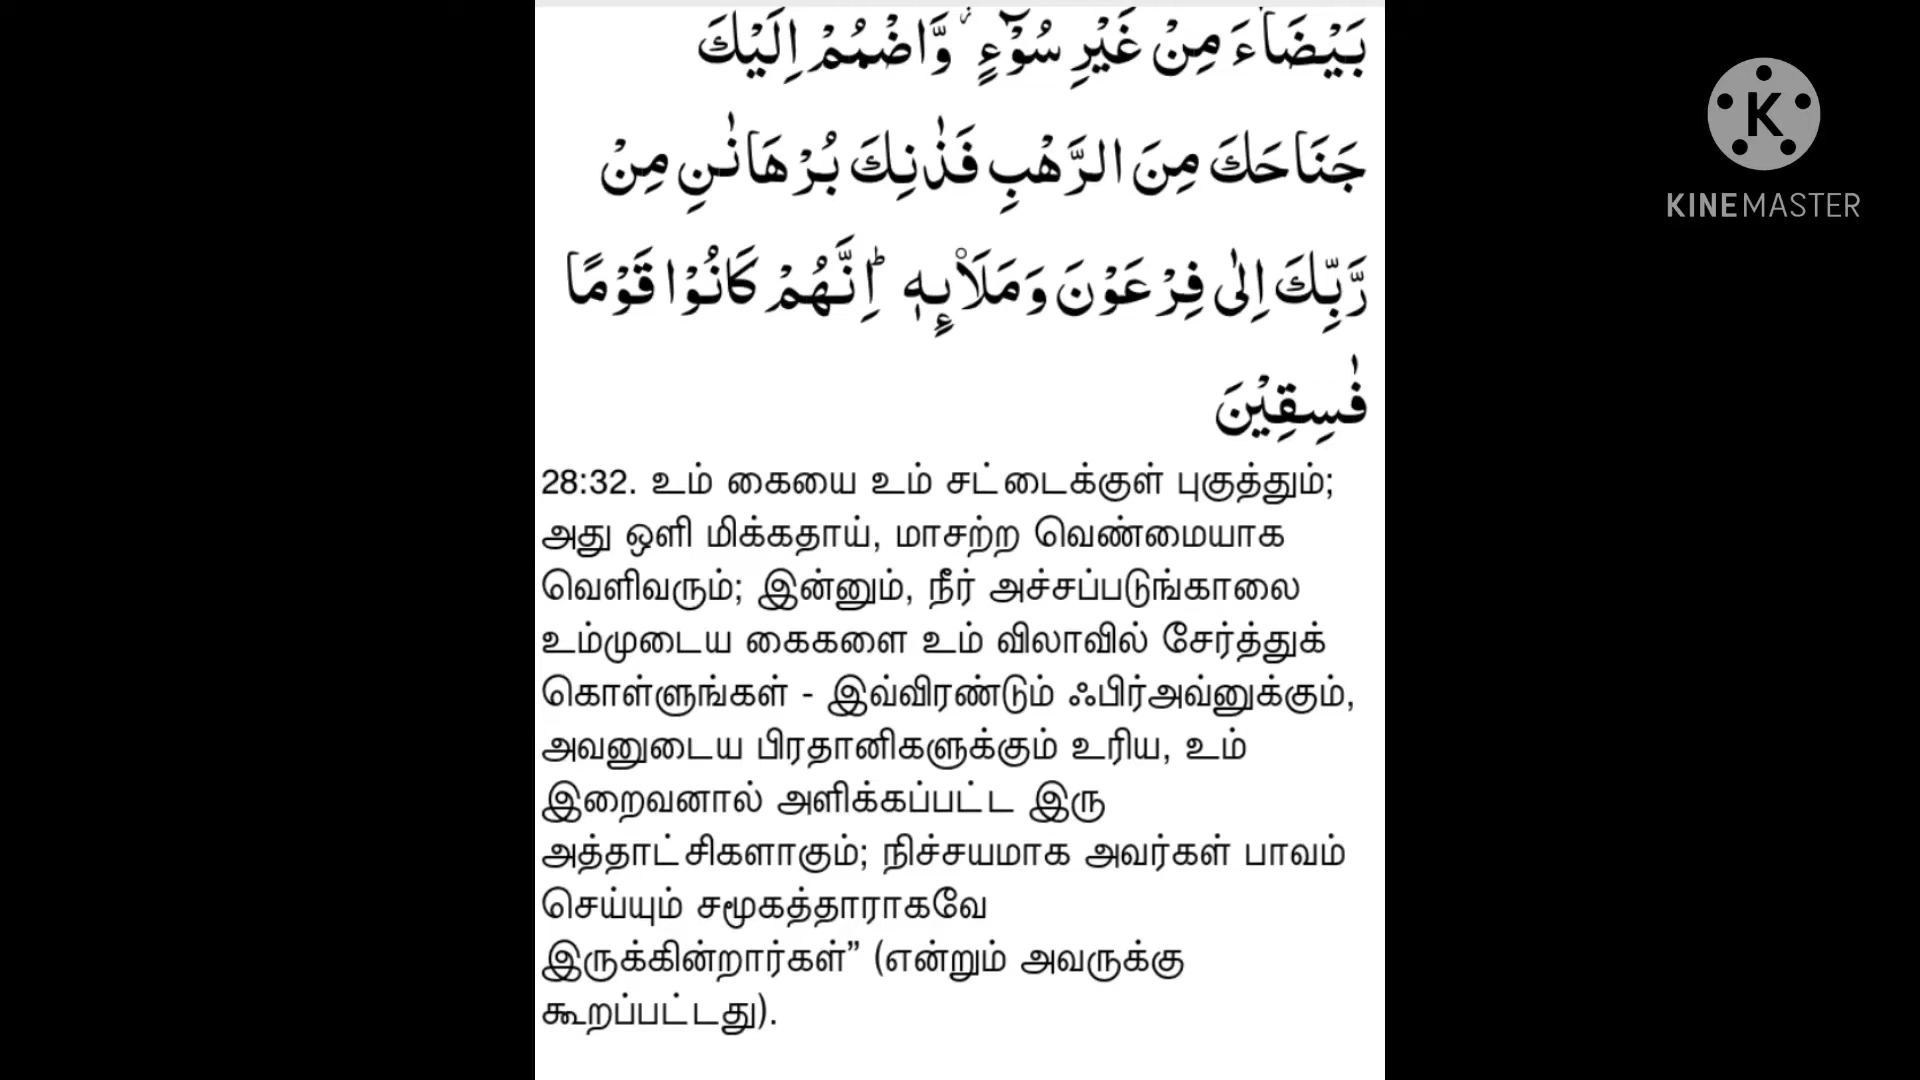 بَيْضَآءَ مِنْ غَيْرِ سُوْٓءٍ ۙ وَّاضْمُمْ اِلَيْكَ
جَنَاحَكَ مِنَ الرَّهْبِ فَذٰنِكَ بُرْهَانٰنِ مِنْ
رَّبِّكَ اِلٰى فِرْعَوْنَ وَمَلَا۟ئِهٖ ؕ اِنَّهُمْ كَانُوْا قَوْمًا
فٰسِقِيْنَ
28:32. உம் கையை உம் சட்டைக்குள் புகுத்தும்;
அது ஒளி மிக்கதாய், மாசற்ற வெண்மையாக
வெளிவரும்; இன்னும், நீர் அச்சப்படுங்காலை
உம்முடைய கைகளை உம் விலாவில் சேர்த்துக்
கொள்ளுங்கள் - இவ்விரண்டும் ஃபிர்அவ்னுக்கும்,
அவனுடைய பிரதானிகளுக்கும் உரிய, உம்
இறைவனால் அளிக்கப்பட்ட இரு
அத்தாட்சிகளாகும்; நிச்சயமாக அவர்கள் பாவம்
செய்யும் சமூகத்தாராகவே
இருக்கின்றார்கள்” (என்றும் அவருக்கு
கூறப்பட்டது).
K
KINEMASTER